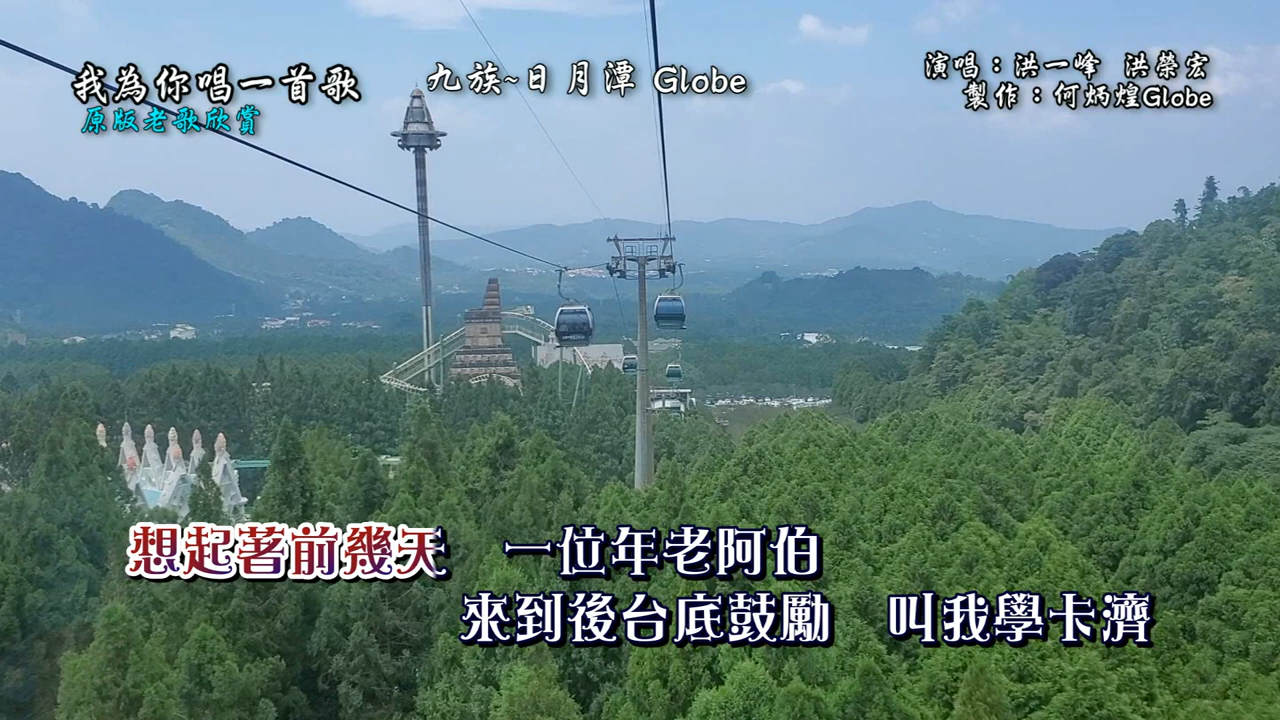 我為你唱一首歌
原版老歌欣賞
九族~日月潭 Globe
演唱：洪一峰 洪榮宏
製作：何炳煌Globe
想起著前幾天 一位年老阿伯
來到後台底鼓勵 叫我學卡濟